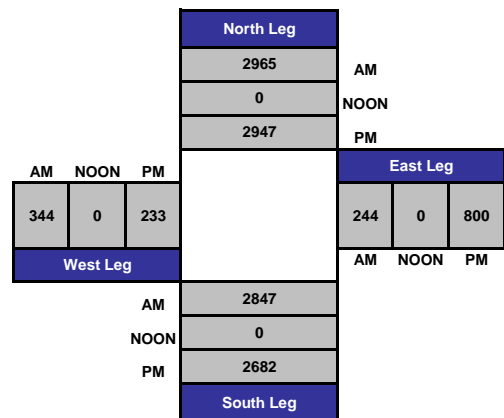 North Leg
2965 AM
0 NOON
2947 PM
AM NOON PM
East Leg
344 0 233
244 0 800
West Leg
AM NOON PM
AM 2847
NOON 0
PM 2682
South Leg